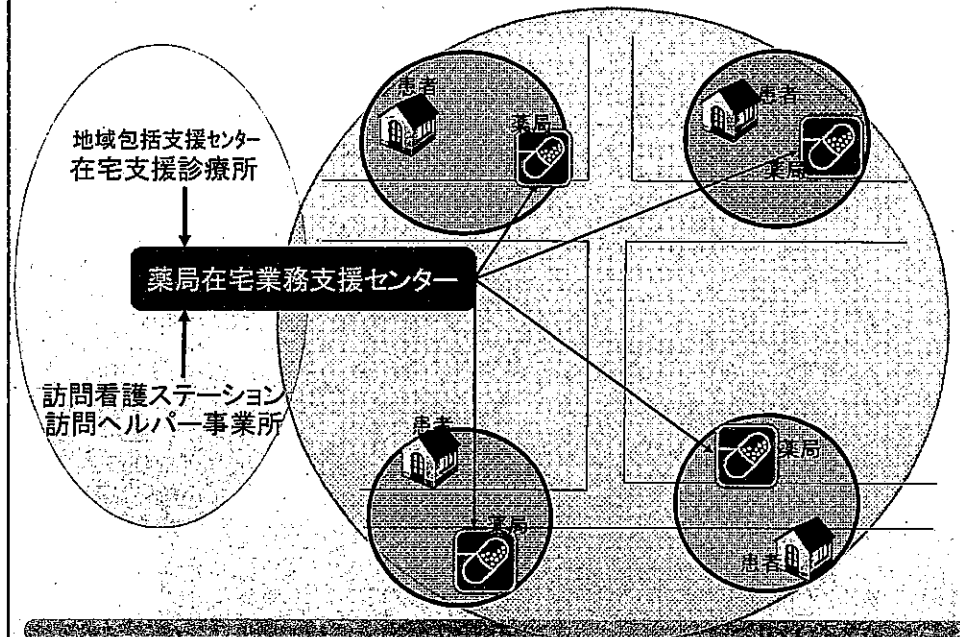 地域包括支援センター
在宅支援診療所
薬局在宅業務支援センター
訪問看護ステーション
訪問ヘルパー事業所
患者
薬局
患者
薬局
患者
薬局
薬局
患者